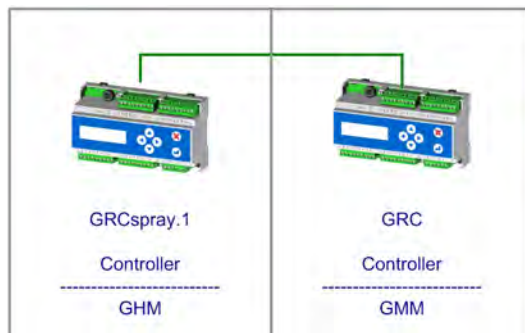 GRCspray.1
Controller
GHM
GRC
Controller
GMM